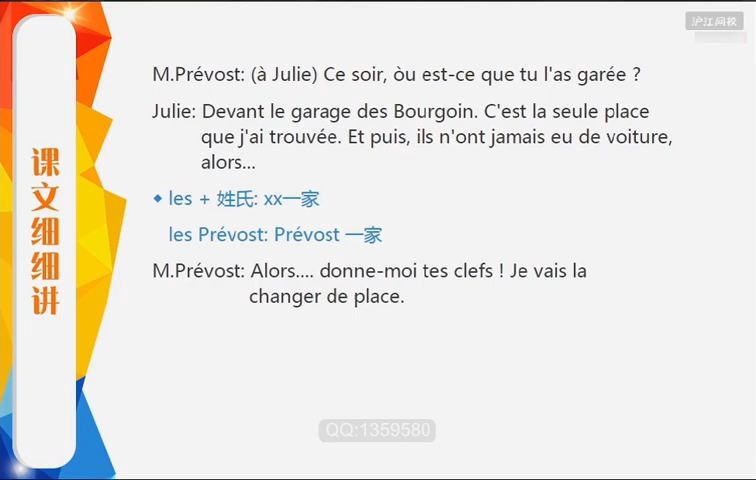 沪江网校
M.Prévost: (à Julie) Ce soir, òu est-ce que tu l'as garée ?
Julie: Devant le garage des Bourgoin. C'est la seule place
que j'ai trouvée. Et puis, ils n'ont jamais eu de voiture,
alors...
课文细细讲
◆ les + 姓氏: xx一家
les Prévost: Prévost 一家
M.Prévost: Alors.... donne-moi tes clefs ! Je vais la
changer de place.
QQ:1359580